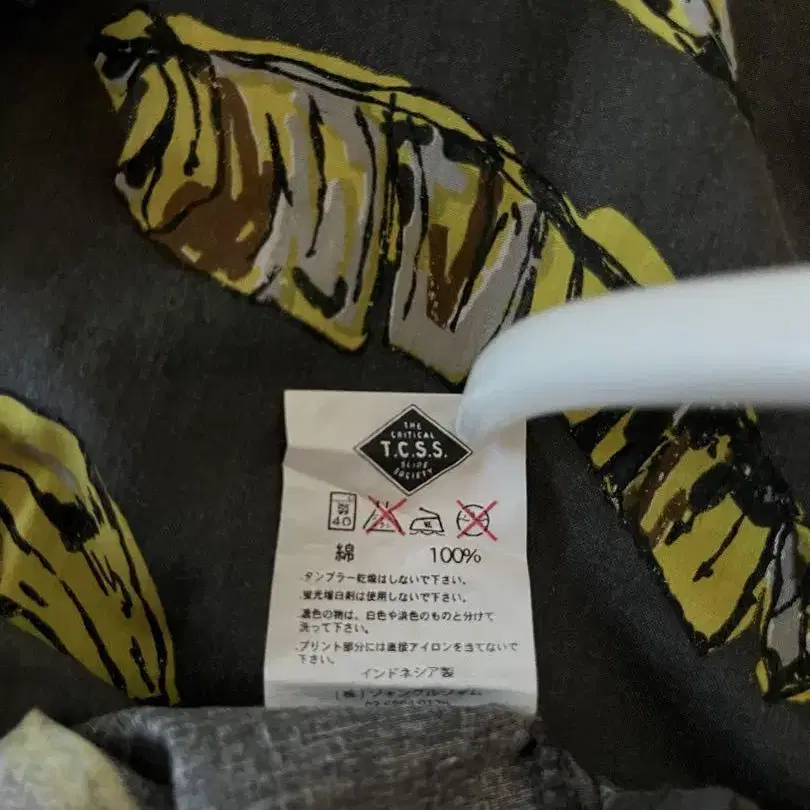 THE
CRITICAL
T.C.S.S.
SLIDE
SOCIETY
40
綿 100%
.タンブラー乾燥はしないで下さい。
.蛍光増白剤は使用しないで下さい。
濃色の物は、白色や淡色のものと分けて
洗って下さい。
.プリント部分には直接アイロンを当てないで
下さい。
インドネシア製